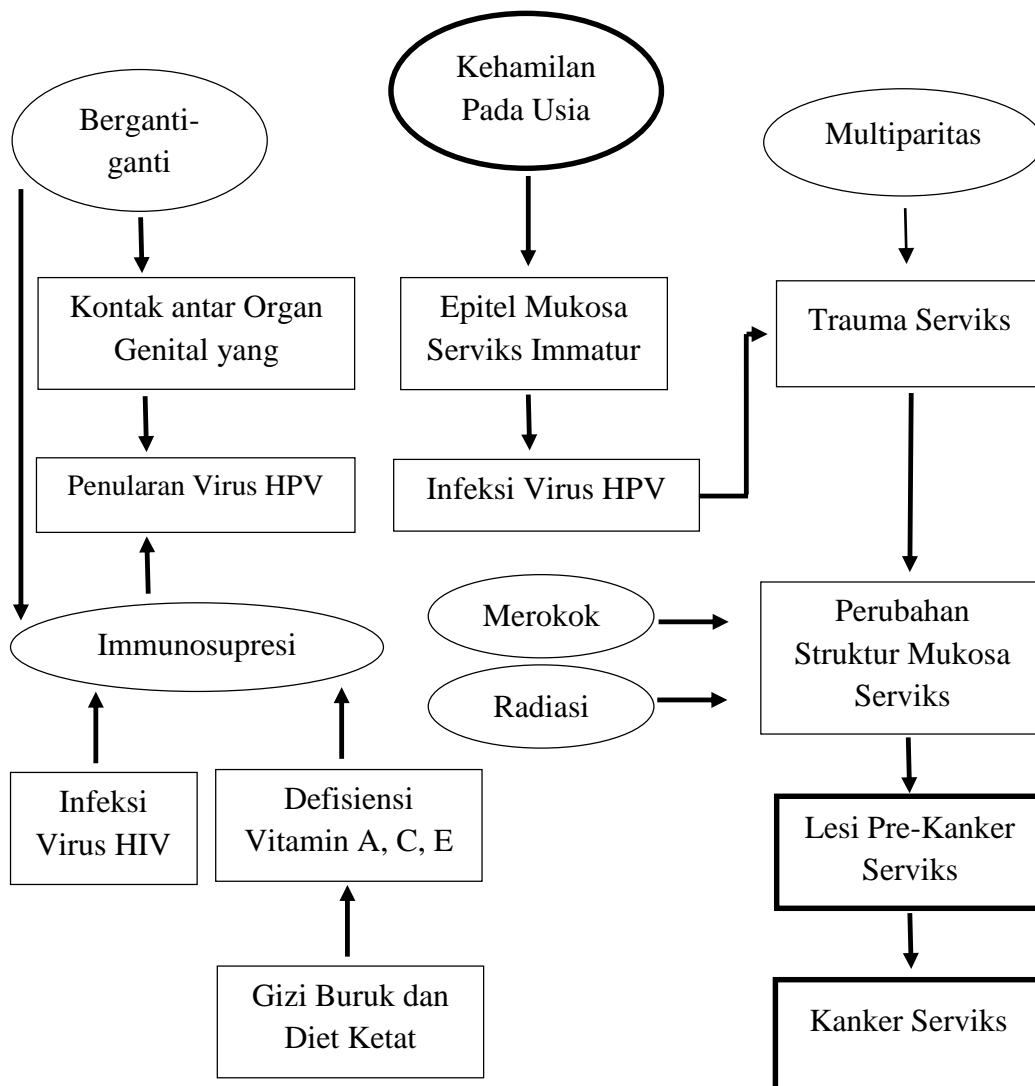 Berganti-
ganti
Kehamilan
Pada Usia
Multiparitas
Kontak antar Organ
Genital yang
Epitel Mukosa
Serviks Immatur
Trauma Serviks
Penularan Virus HPV
Infeksi Virus HPV
Immunosupresi
Merokok
Radiasi
Perubahan
Struktur Mukosa
Serviks
Infeksi
Virus HIV
Defisiensi
Vitamin A, C, E
Lesi Pre-Kanker
Serviks
Gizi Buruk dan
Diet Ketat
Kanker Serviks